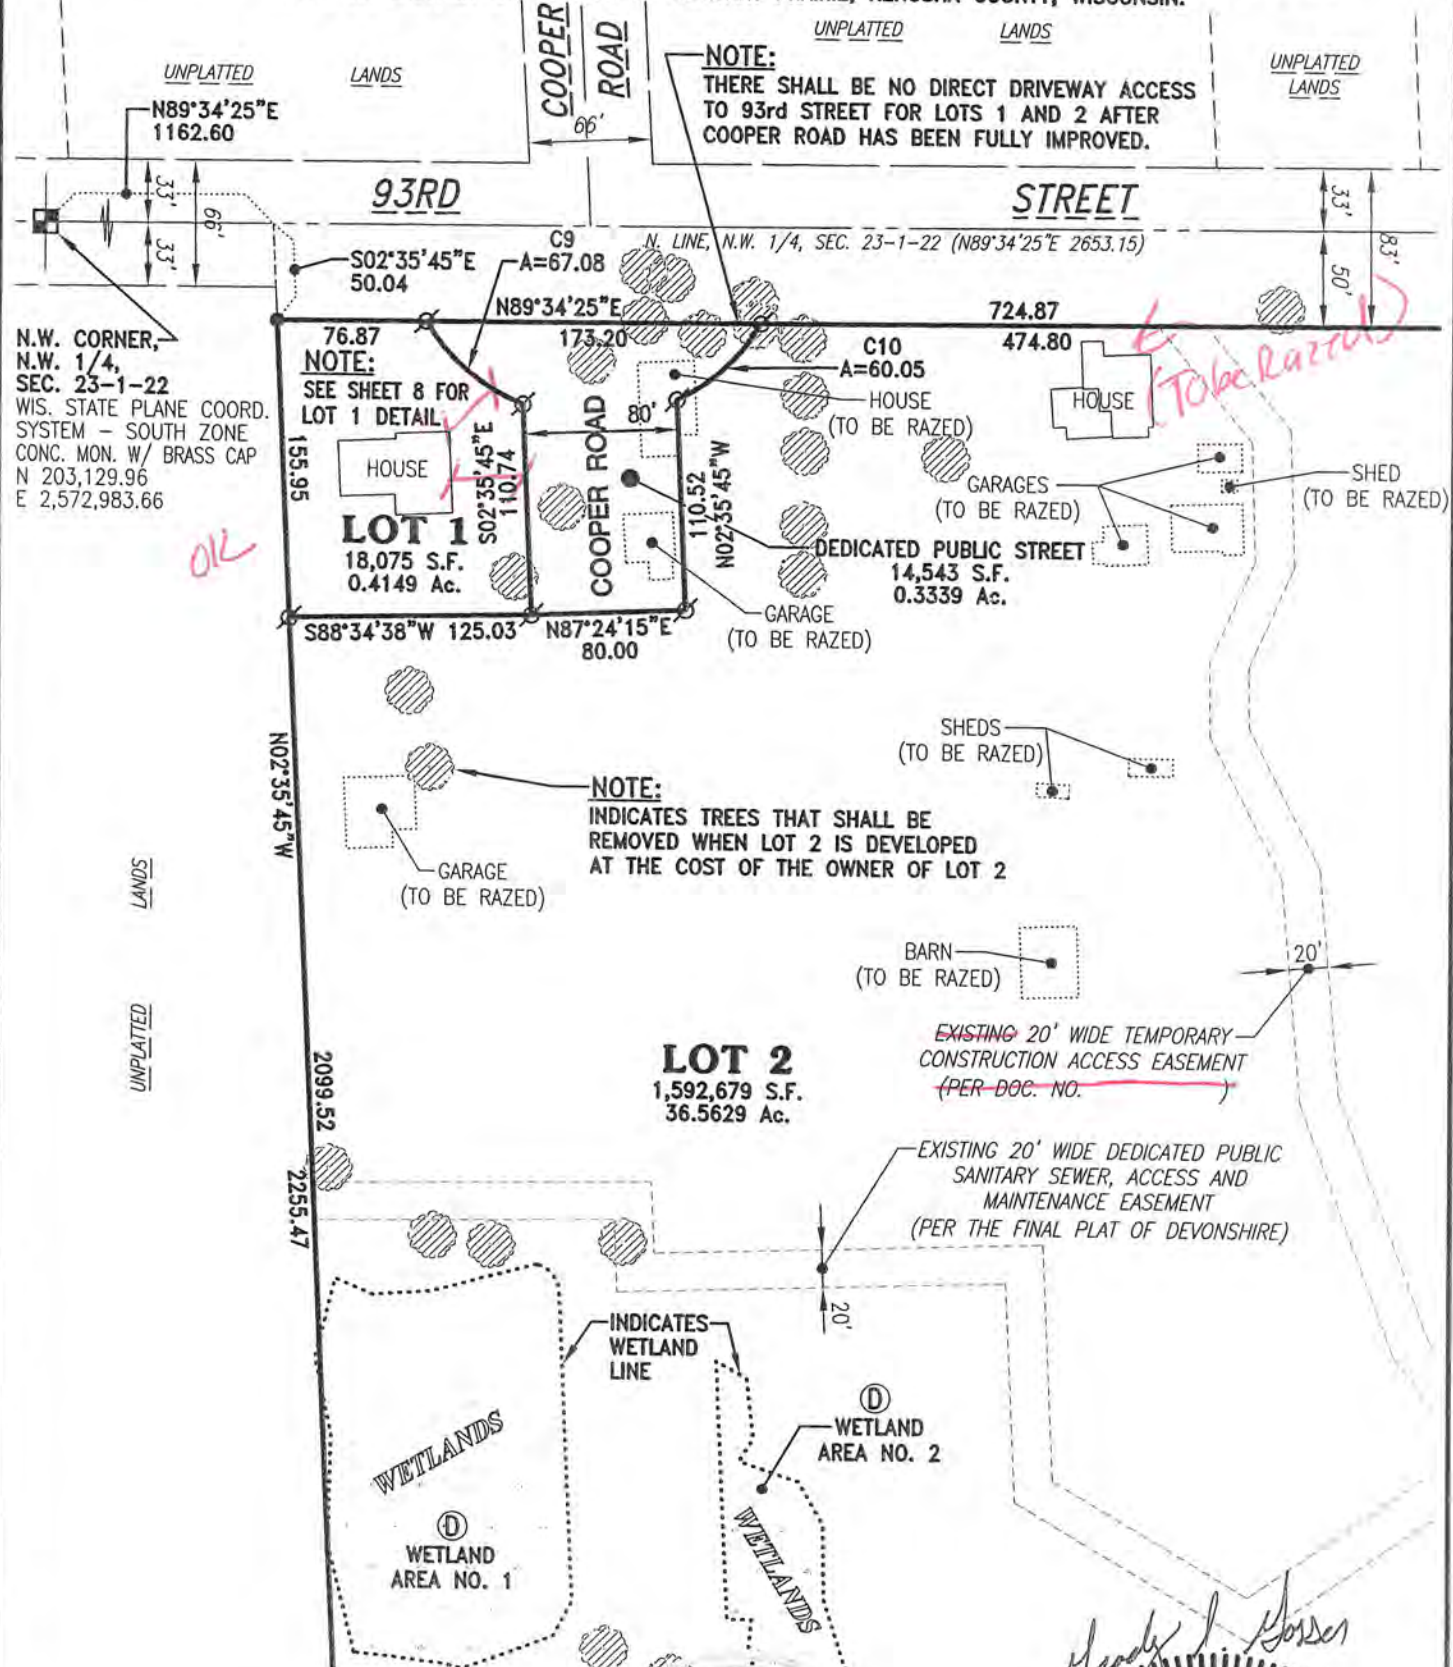 PRAIRIE, KENOSHA COUNTY, WISCONSIN.
COOPER
ROAD
UNPLATTED LANDS
UNPLATTED LANDS
UNPLATTED
LANDS
NOTE:
THERE SHALL BE NO DIRECT DRIVEWAY ACCESS
TO 93rd STREET FOR LOTS 1 AND 2 AFTER
COOPER ROAD HAS BEEN FULLY IMPROVED.
N89°34'25"E
1162.60
66'
33'
66'
33'
93RD STREET
33'
83'
50'
N. LINE, N.W. 1/4, SEC. 23-1-22 (N89°34'25"E 2653.15)
C9
A=67.08
S02°35'45"E
50.04
N89°34'25"E
724.87
76.87
173.20
474.80
C10
A=60.05
N.W. CORNER,
N.W. 1/4,
SEC. 23-1-22
WIS. STATE PLANE COORD.
SYSTEM - SOUTH ZONE
CONC. MON. W/ BRASS CAP
N 203,129.96
E 2,572,983.66
NOTE:
SEE SHEET 8 FOR
LOT 1 DETAIL
HOUSE
155.95
LOT 1
18,075 S.F.
0.4149 Ac.
OK
S02°35'45"E
110.74
80'
COOPER ROAD
110.52
N02°35'45"W
HOUSE
(TO BE RAZED)
HOUSE
(To be Razed)
GARAGES
(TO BE RAZED)
SHED
(TO BE RAZED)
DEDICATED PUBLIC STREET
14,543 S.F.
0.3339 Ac.
GARAGE
(TO BE RAZED)
S88°34'38"W 125.03
N87°24'15"E
80.00
N02°35'45"W
SHEDS
(TO BE RAZED)
NOTE:
INDICATES TREES THAT SHALL BE
REMOVED WHEN LOT 2 IS DEVELOPED
AT THE COST OF THE OWNER OF LOT 2
GARAGE
(TO BE RAZED)
UNPLATTED LANDS
BARN
(TO BE RAZED)
20'
EXISTING 20' WIDE TEMPORARY
CONSTRUCTION ACCESS EASEMENT
(PER DOC. NO. )
LOT 2
1,592,679 S.F.
36.5629 Ac.
2099.52
2255.47
EXISTING 20' WIDE DEDICATED PUBLIC
SANITARY SEWER, ACCESS AND
MAINTENANCE EASEMENT
(PER THE FINAL PLAT OF DEVONSHIRE)
20'
INDICATES
WETLAND
LINE
D
WETLAND
AREA NO. 2
WETLANDS
D
WETLAND
AREA NO. 1
WETLANDS